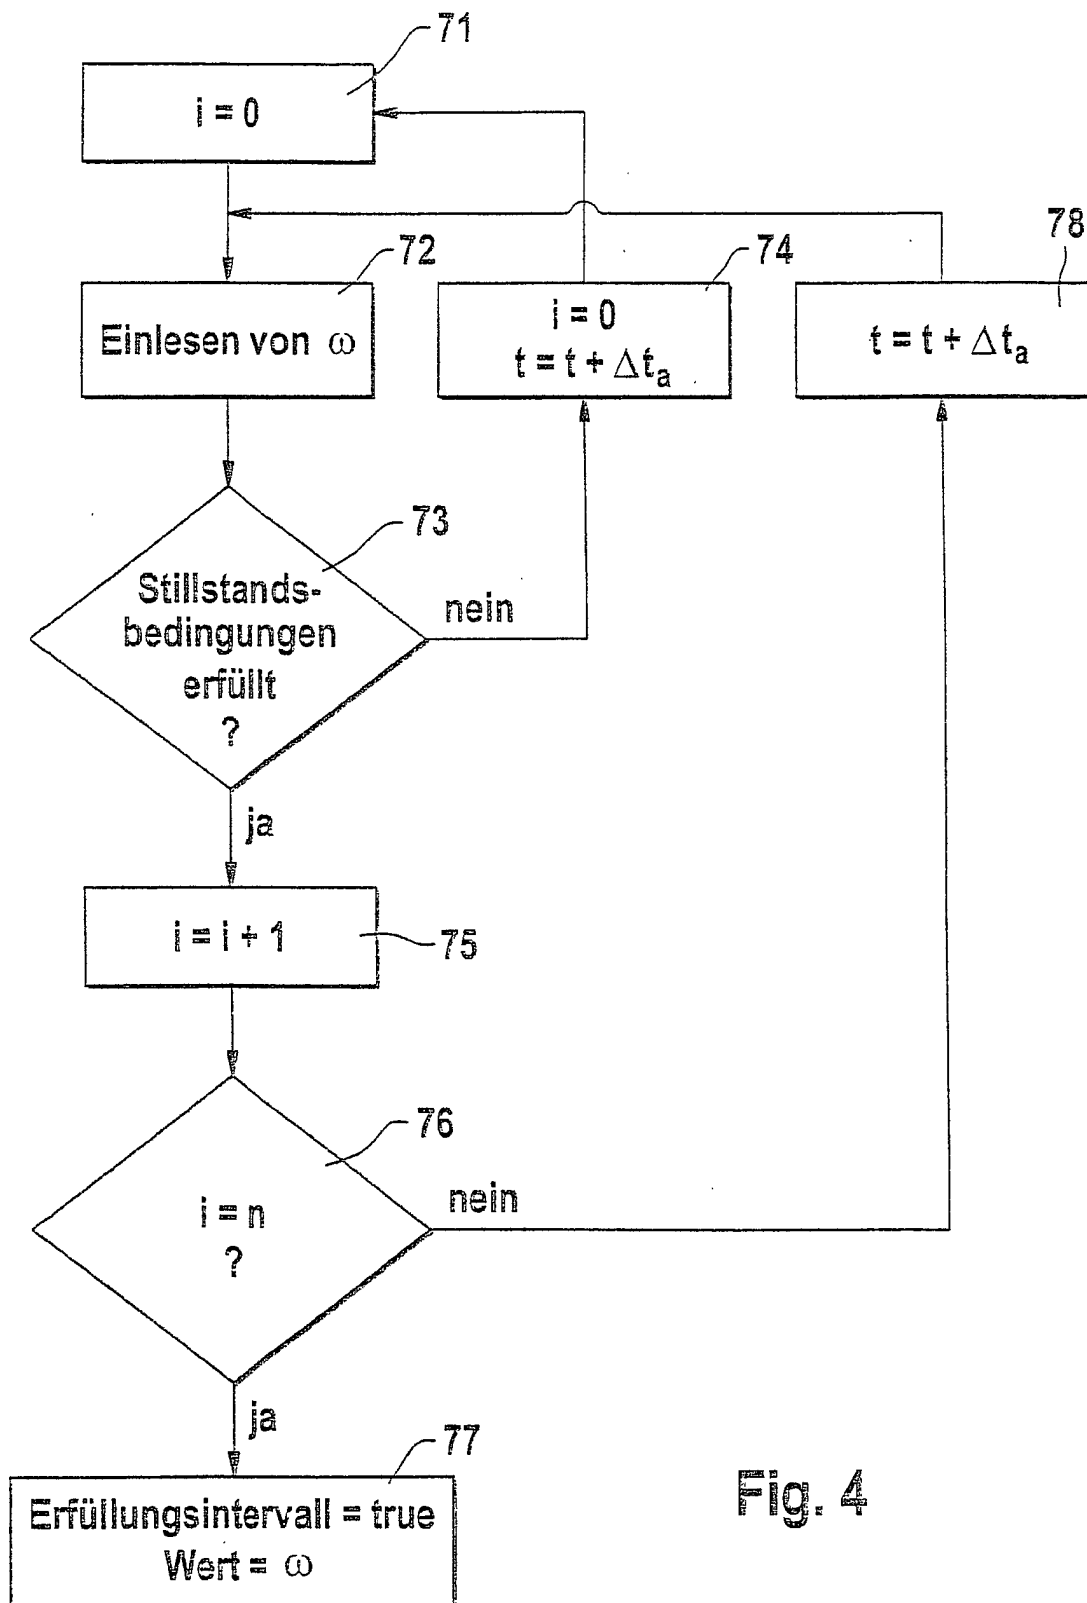 71
i = 0
72
Einlesen von ω
74
i = 0
t = t + Δtₐ
78
t = t + Δtₐ
73
Stillstands-
bedingungen
erfüllt
?
nein
ja
i = i + 1
75
76
i = n
?
nein
ja
77
Erfüllungsintervall = true
Wert = ω
Fig. 4